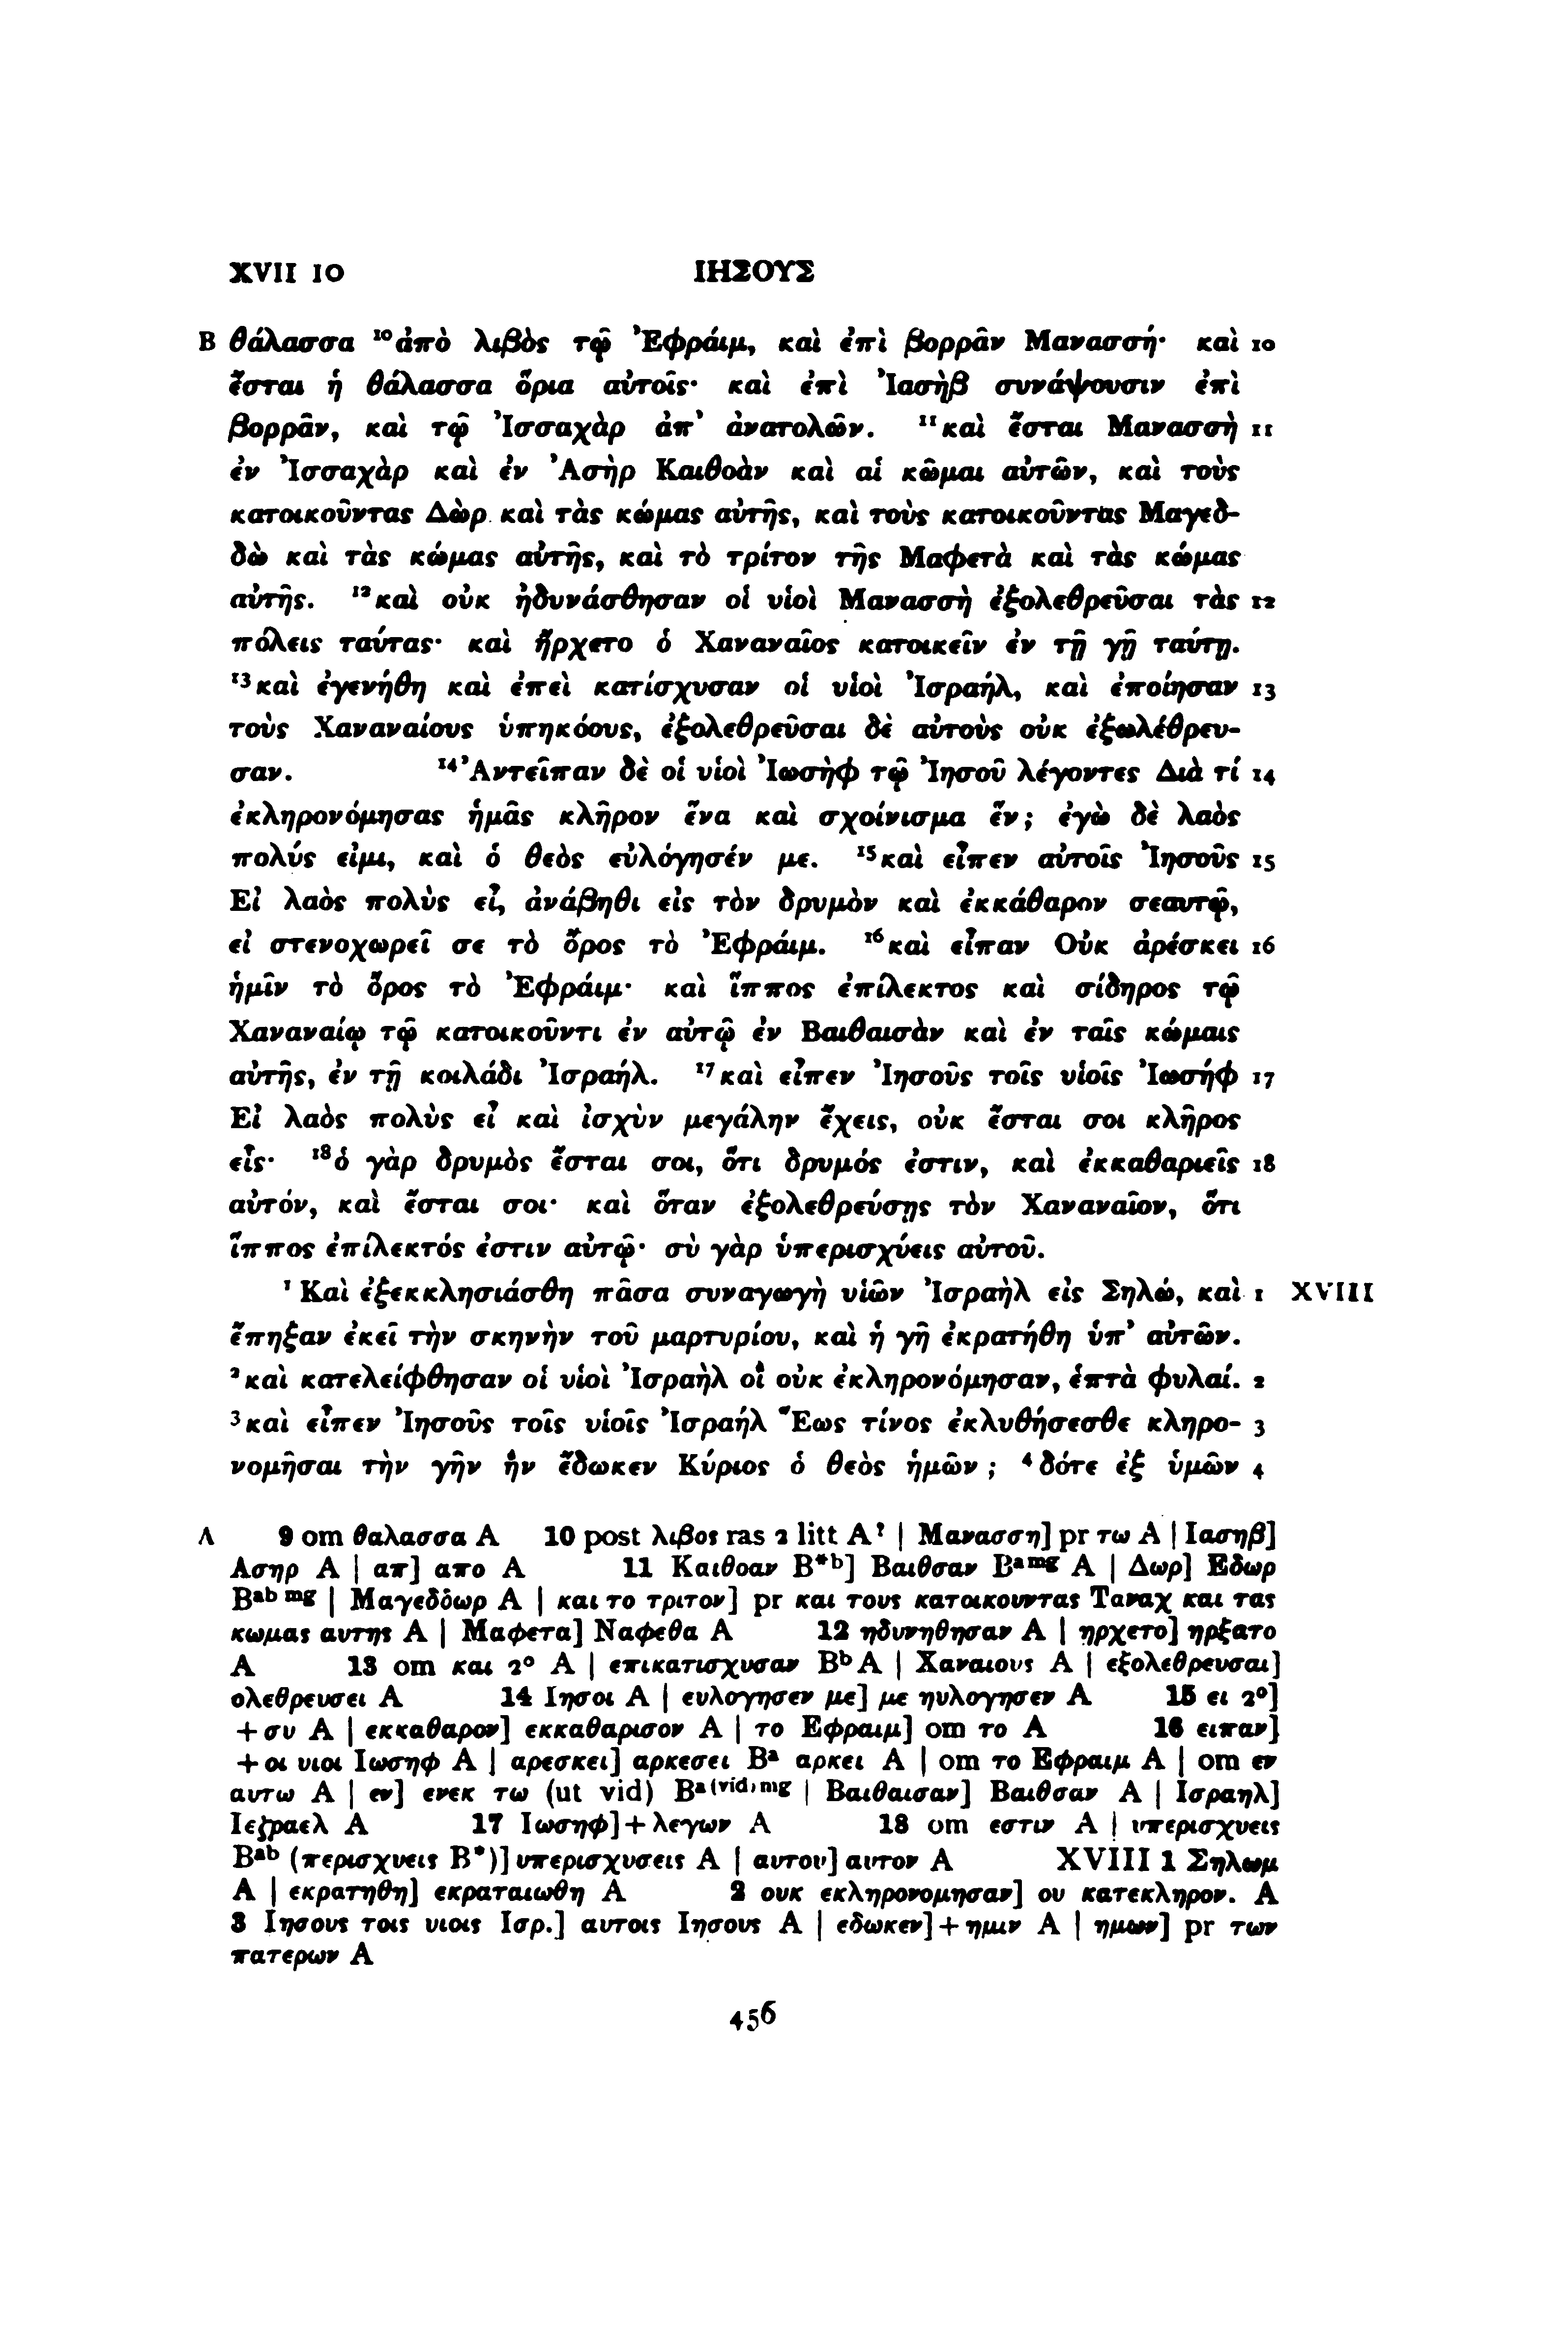 XVII 10 ΙΗΣΟΥΣ
B θάλασσα ¹⁰ἀπὸ λιβὸς τῷ Ἐφράιμ, καὶ ἐπὶ βορρᾶν Μανασσή· καὶ 10
ἔσται ἡ θάλασσα ὅρια αὐτοῖς· καὶ ἐπὶ Ἰασὴβ συνάψουσιν ἐπὶ
βορρᾶν, καὶ τῷ Ἰσσαχὰρ ἀπ᾽ ἀνατολῶν. ¹¹καὶ ἔσται Μανασσὴ 11
ἐν Ἰσσαχὰρ καὶ ἐν Ἀσὴρ Καιθοὰν καὶ αἱ κῶμαι αὐτῶν, καὶ τοὺς
κατοικοῦντας Δὼρ καὶ τὰς κώμας αὐτῆς, καὶ τοὺς κατοικοῦντας Μαγεδ-
δὼ καὶ τὰς κώμας αὐτῆς, καὶ τὸ τρίτον τῆς Μαφετὰ καὶ τὰς κώμας
αὐτῆς. ¹²καὶ οὐκ ἠδυνάσθησαν οἱ υἱοὶ Μανασσὴ ἐξολεθρεῦσαι τὰς 12
πόλεις ταύτας· καὶ ἤρχετο ὁ Χαναναῖος κατοικεῖν ἐν τῇ γῇ ταύτῃ.
¹³καὶ ἐγενήθη καὶ ἐπεὶ κατίσχυσαν οἱ υἱοὶ Ἰσραήλ, καὶ ἐποίησαν 13
τοὺς Χαναναίους ὑπηκόους, ἐξολεθρεῦσαι δὲ αὐτοὺς οὐκ ἐξωλέθρευ-
σαν. ¹⁴Ἀντεῖπαν δὲ οἱ υἱοὶ Ἰωσὴφ τῷ Ἰησοῦ λέγοντες Διὰ τί 14
ἐκληρονόμησας ἡμᾶς κλῆρον ἕνα καὶ σχοίνισμα ἕν; ἐγὼ δὲ λαὸς
πολύς εἰμι, καὶ ὁ θεὸς εὐλόγησέν με. ¹⁵καὶ εἶπεν αὐτοῖς Ἰησοῦς 15
Εἰ λαὸς πολὺς εἶ, ἀνάβηθι εἰς τὸν δρυμὸν καὶ ἐκκάθαρον σεαυτῷ,
εἰ στενοχωρεῖ σε τὸ ὄρος τὸ Ἐφράιμ. ¹⁶καὶ εἶπαν Οὐκ ἀρέσκει 16
ἡμῖν τὸ ὄρος τὸ Ἐφράιμ· καὶ ἵππος ἐπίλεκτος καὶ σίδηρος τῷ
Χαναναίῳ τῷ κατοικοῦντι ἐν αὐτῷ ἐν Βαιθαισὰν καὶ ἐν ταῖς κώμαις
αὐτῆς, ἐν τῇ κοιλάδι Ἰσραήλ. ¹⁷καὶ εἶπεν Ἰησοῦς τοῖς υἱοῖς Ἰωσήφ 17
Εἰ λαὸς πολὺς εἶ καὶ ἰσχὺν μεγάλην ἔχεις, οὐκ ἔσται σοι κλῆρος
εἷς· ¹⁸ὁ γὰρ δρυμὸς ἔσται σοι, ὅτι δρυμός ἐστιν, καὶ ἐκκαθαριεῖς 18
αὐτόν, καὶ ἔσται σοι· καὶ ὅταν ἐξολεθρεύσῃς τὸν Χαναναῖον, ὅτι
ἵππος ἐπίλεκτός ἐστιν αὐτῷ· σὺ γὰρ ὑπερισχύεις αὐτοῦ.
¹Καὶ ἐξεκκλησιάσθη πᾶσα συναγωγὴ υἱῶν Ἰσραὴλ εἰς Σηλώ, καὶ 1 XVIII
ἔπηξαν ἐκεῖ τὴν σκηνὴν τοῦ μαρτυρίου, καὶ ἡ γῆ ἐκρατήθη ὑπ᾽ αὐτῶν.
²καὶ κατελείφθησαν οἱ υἱοὶ Ἰσραὴλ οἳ οὐκ ἐκληρονόμησαν, ἑπτὰ φυλαί. 2
³καὶ εἶπεν Ἰησοῦς τοῖς υἱοῖς Ἰσραήλ Ἕως τίνος ἐκλυθήσεσθε κληρο- 3
νομῆσαι τὴν γῆν ἣν ἔδωκεν Κύριος ὁ θεὸς ἡμῶν; ⁴δότε ἐξ ὑμῶν 4
A 9 om θαλασσα A 10 post λιβος ras 2 litt A? | Μανασση] pr τω A | Ιασηβ]
Ασηρ A | απ] απο A 11 Καιθοαν B*b] Βαιθσαν Bamg A | Δωρ] Εδωρ
Bab mg | Μαγεδδωρ A | και το τριτον] pr και τους κατοικουντας Ταναχ και τας
κωμας αυτης A | Μαφετα] Ναφεθα A 12 ηδυνηθησαν A | ηρχετο] ηρξατο
A 13 om και 2° A | επικατισχυσαν Bb A | Χαναιους A | εξολεθρευσαι]
ολεθρευσει A 14 Ιησοι A | ευλογησεν με] με ηυλογησεν A 15 ει 2°]
+συ A | εκκαθαρον] εκκαθαρισον A | το Εφραιμ] om το A 16 ειπαν]
+οι υιοι Ιωσηφ A | αρεσκει] αρκεσει Ba αρκει A | om το Εφραιμ A | om εν
αυτω A | εν] ενεκ τω (ut vid) Ba(vid)mg | Βαιθαισαν] Βαιθσαν A | Ισραηλ]
Ιεζραελ A 17 Ιωσηφ]+λεγων A 18 om εστιν A | υπερισχυεις
Bab (περισχυεις B*)] υπερισχυσεις A | αυτου] αυτον A XVIII 1 Σηλωμ
A | εκρατηθη] εκραταιωθη A 2 ουκ εκληρονομησαν] ου κατεκληρον. A
3 Ιησους τοις υιοις Ισρ.] αυτοις Ιησους A | εδωκεν]+ημιν A | ημων] pr των
πατερων A
456